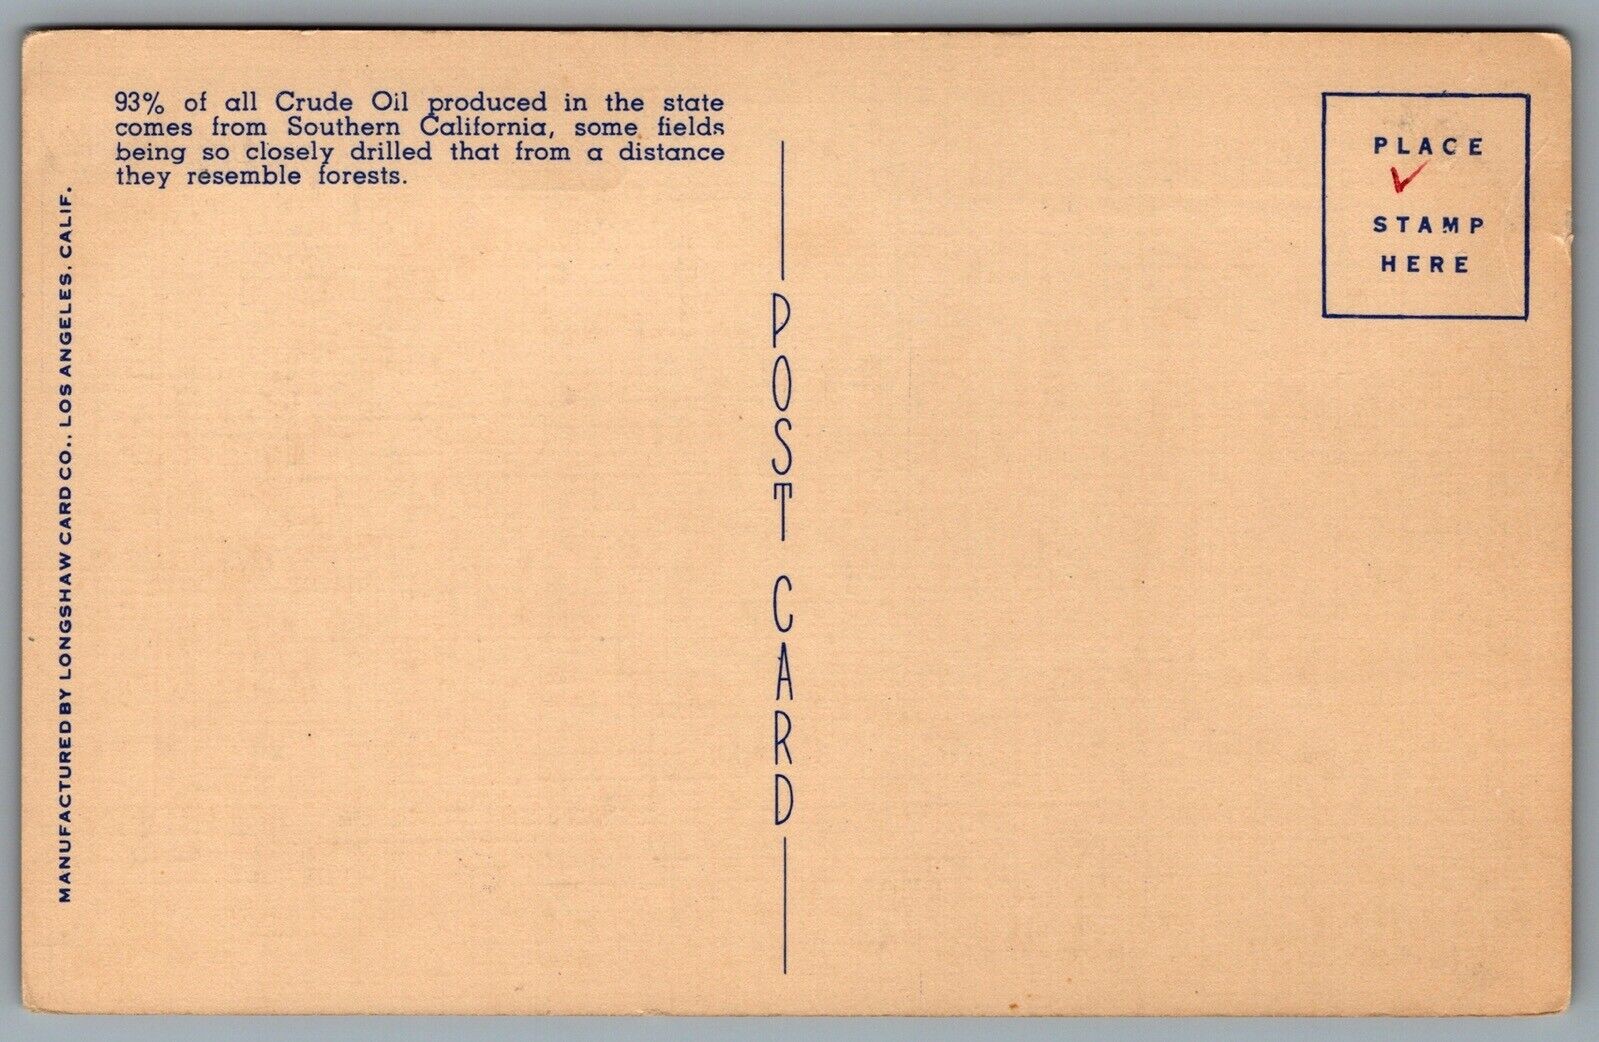 93% of all Crude Oil produced in the state
comes from Southern California, some fields
being so closely drilled that from a distance
they resemble forests.
MANUFACTURED BY LONGSHAW CARD CO., LOS ANGELES, CALIF.
POST CARD
PLACE
STAMP
HERE